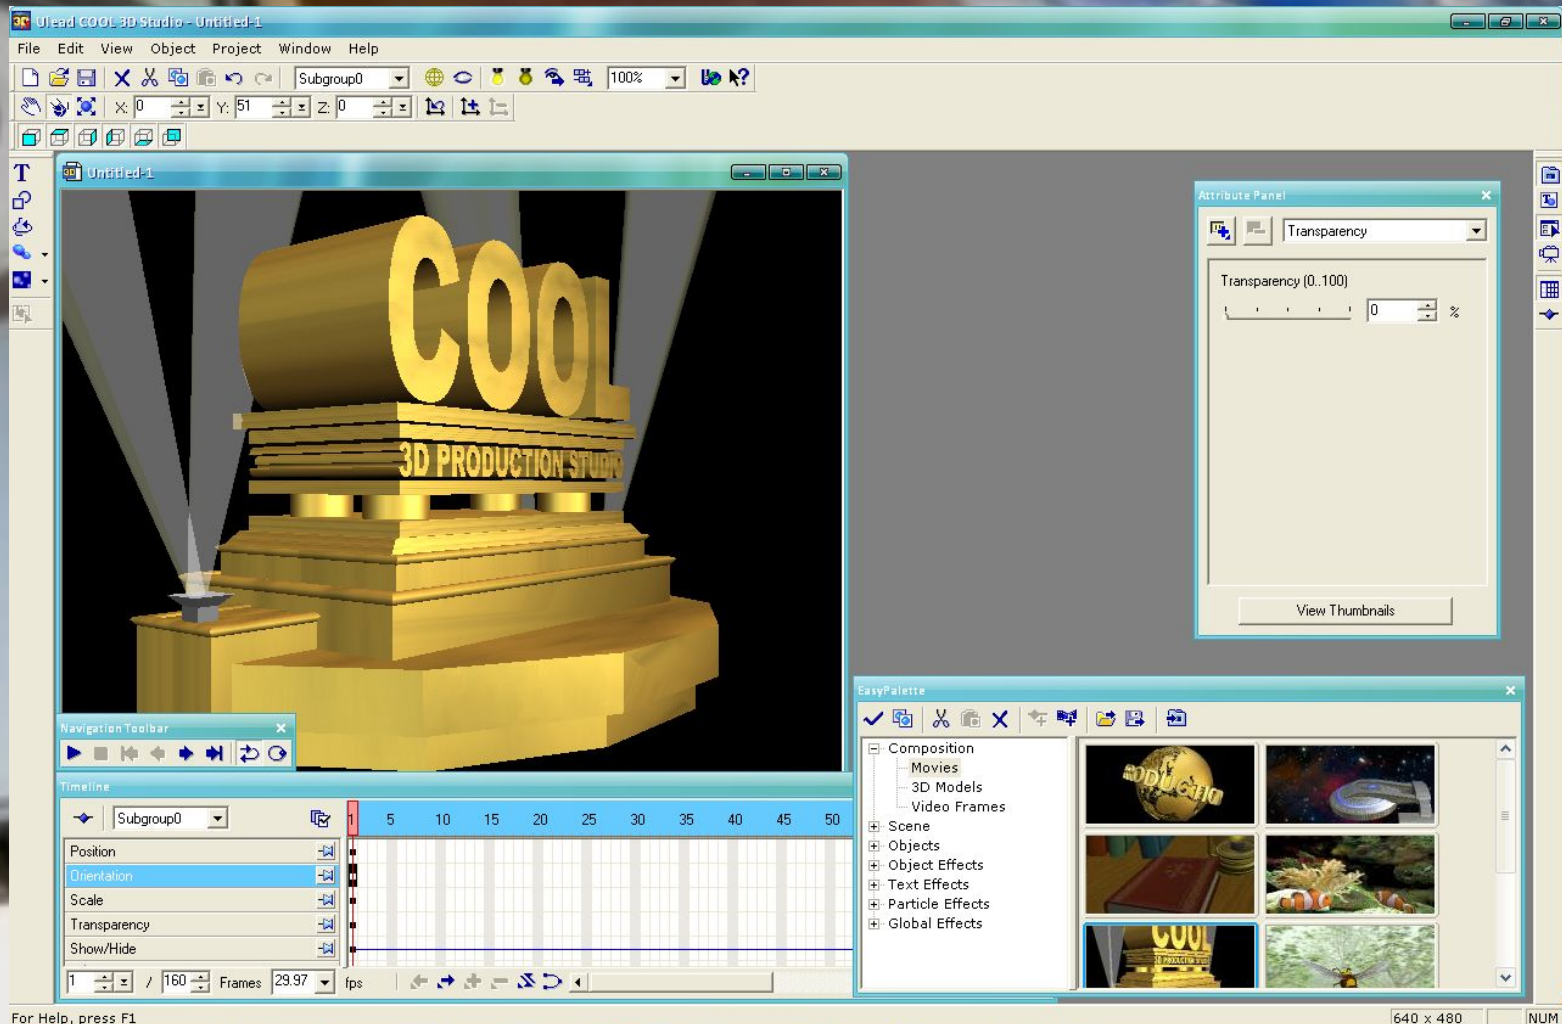 Ulead COOL 3D Studio - Untitled-1
File Edit View Object Project Window Help
Subgroup0 100%
X: 0 Y: 51 Z: 0
Untitled-1
COOL
3D PRODUCTION STUDIO
Attribute Panel
Transparency
Transparency (0..100)
0 %
View Thumbnails
Navigation Toolbar
Timeline
Subgroup0
1 5 10 15 20 25 30 35 40 45 50
Position
Orientation
Scale
Transparency
Show/Hide
1 / 160 Frames 29.97 fps
EasyPalette
Composition
Movies
3D Models
Video Frames
Scene
Objects
Object Effects
Text Effects
Particle Effects
Global Effects
COOL
3D PRODUCTION STUDIO
For Help, press F1
640 x 480 NUM